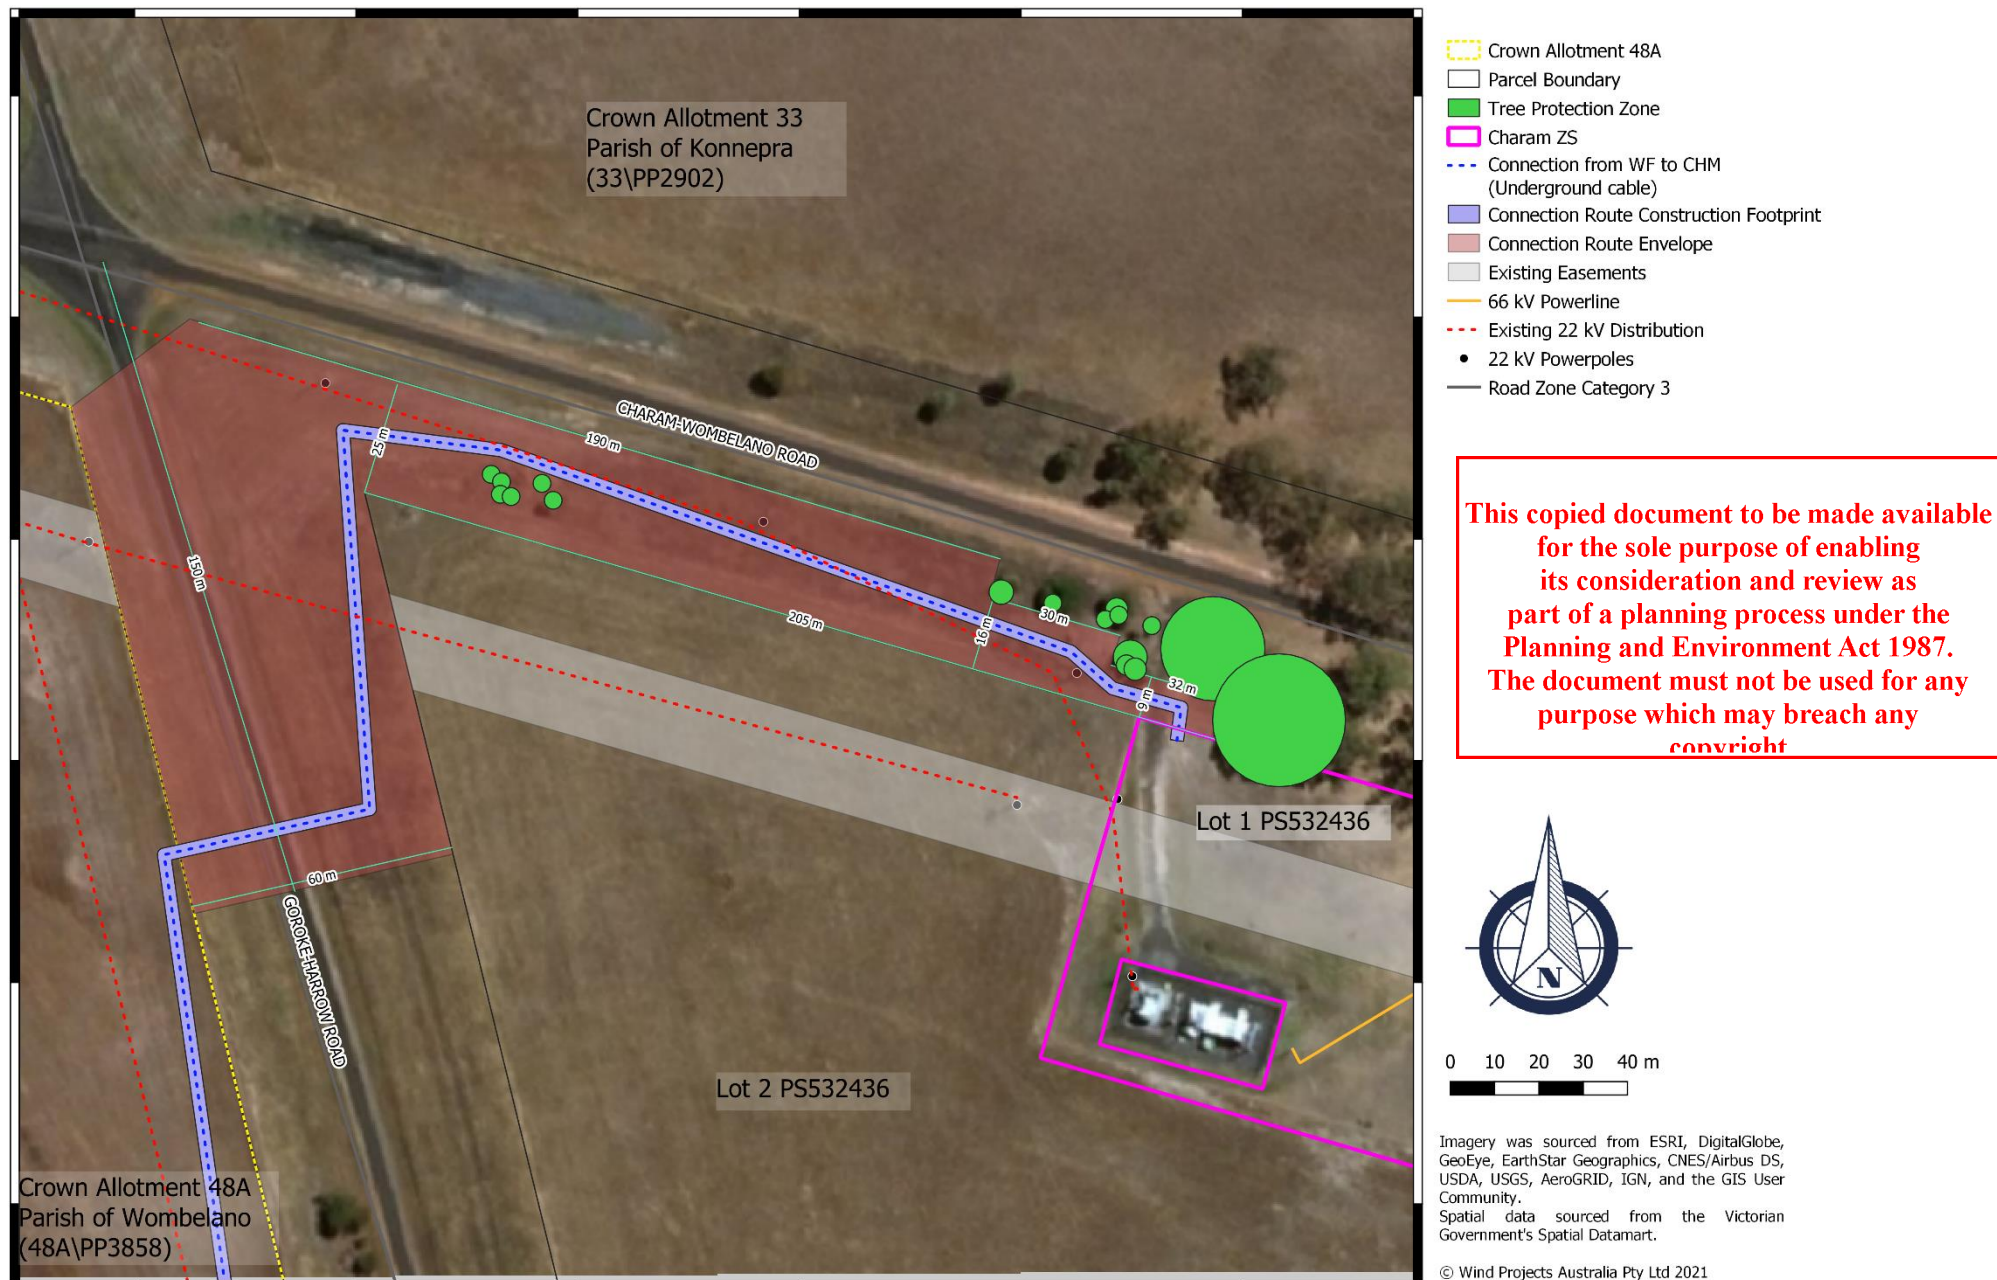 Crown Allotment 33
Parish of Konnepra
(33\PP2902)
CHARAM-WOMBELANO ROAD
190 m
25 m
150 m
205 m
16 m
30 m
32 m
9 m
60 m
GOROKE-HARROW ROAD
Lot 1 PS532436
Lot 2 PS532436
Crown Allotment 48A
Parish of Wombelano
(48A\PP3858)
Crown Allotment 48A
Parcel Boundary
Tree Protection Zone
Charam ZS
Connection from WF to CHM
(Underground cable)
Connection Route Construction Footprint
Connection Route Envelope
Existing Easements
66 kV Powerline
Existing 22 kV Distribution
22 kV Powerpoles
Road Zone Category 3
This copied document to be made available
for the sole purpose of enabling
its consideration and review as
part of a planning process under the
Planning and Environment Act 1987.
The document must not be used for any
purpose which may breach any
copyright
N
0 10 20 30 40 m
Imagery was sourced from ESRI, DigitalGlobe,
GeoEye, EarthStar Geographics, CNES/Airbus DS,
USDA, USGS, AeroGRID, IGN, and the GIS User
Community.
Spatial data sourced from the Victorian
Government's Spatial Datamart.
© Wind Projects Australia Pty Ltd 2021